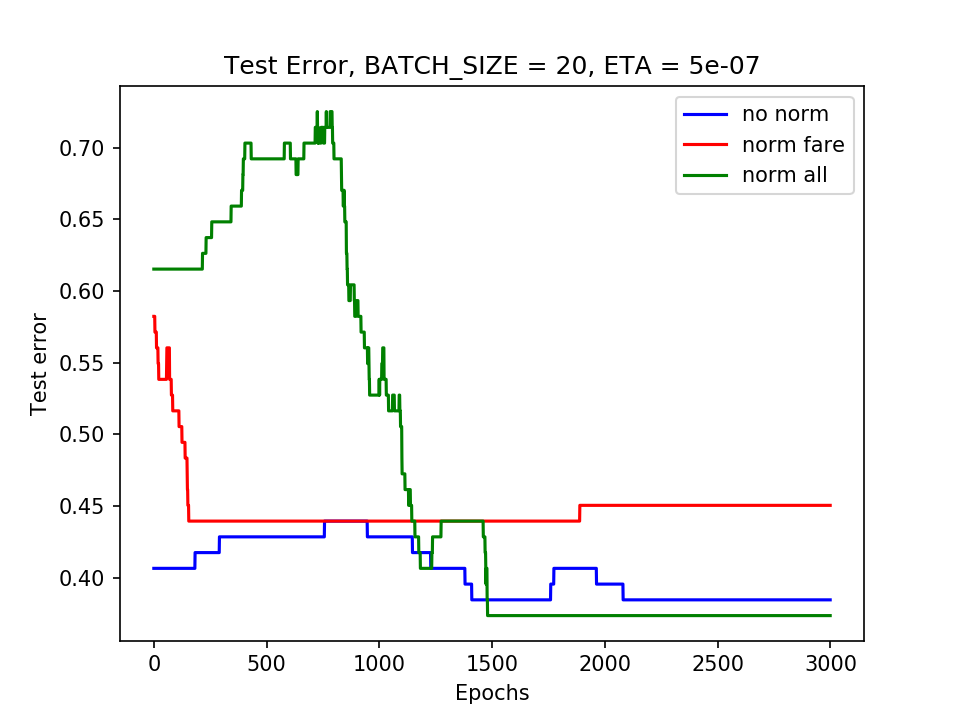 Test Error, BATCH_SIZE = 20, ETA = 5e-07
no norm
norm fare
norm all
0.70
0.65
0.60
0.55
0.50
0.45
0.40
Test error
0 500 1000 1500 2000 2500 3000
Epochs